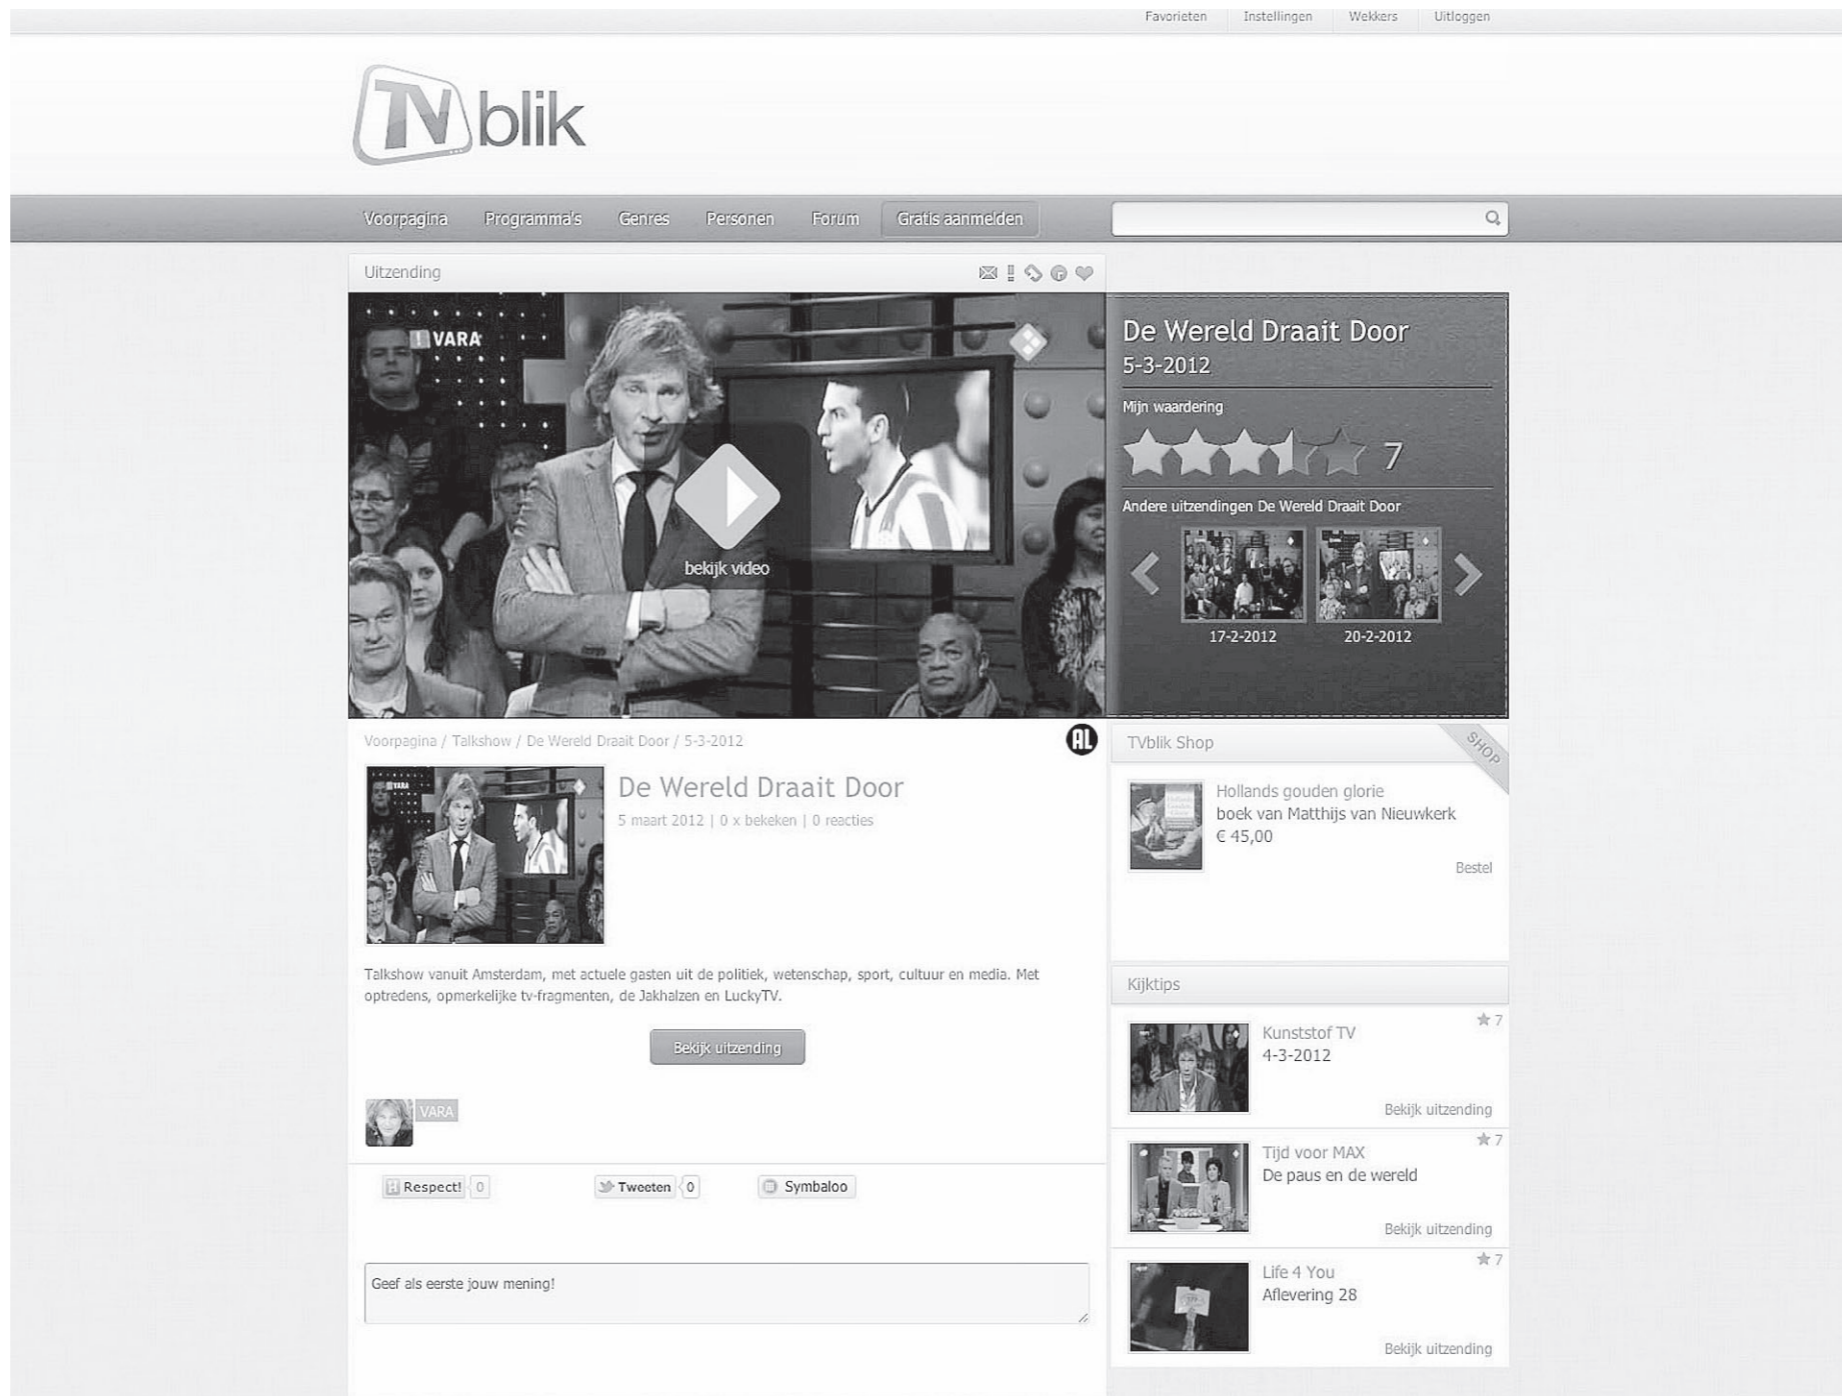 Favorieten Instellingen Wekkers Uitloggen
TV blik
Voorpagina Programma's Genres Personen Forum Gratis aanmelden
Uitzending
VARA
bekijk video
De Wereld Draait Door
5-3-2012
Mijn waardering
7
Andere uitzendingen De Wereld Draait Door
17-2-2012 20-2-2012
Voorpagina / Talkshow / De Wereld Draait Door / 5-3-2012
AL
De Wereld Draait Door
5 maart 2012 | 0 x bekeken | 0 reacties
Talkshow vanuit Amsterdam, met actuele gasten uit de politiek, wetenschap, sport, cultuur en media. Met
optredens, opmerkelijke tv-fragmenten, de Jakhalzen en LuckyTV.
Bekijk uitzending
VARA
Respect! 0 Tweeten 0 Symbaloo
Geef als eerste jouw mening!
TVblik Shop
SHOP
Hollands gouden glorie
boek van Matthijs van Nieuwkerk
€ 45,00
Bestel
Kijktips
7
Kunststof TV
4-3-2012
Bekijk uitzending
7
Tijd voor MAX
De paus en de wereld
Bekijk uitzending
7
Life 4 You
Aflevering 28
Bekijk uitzending